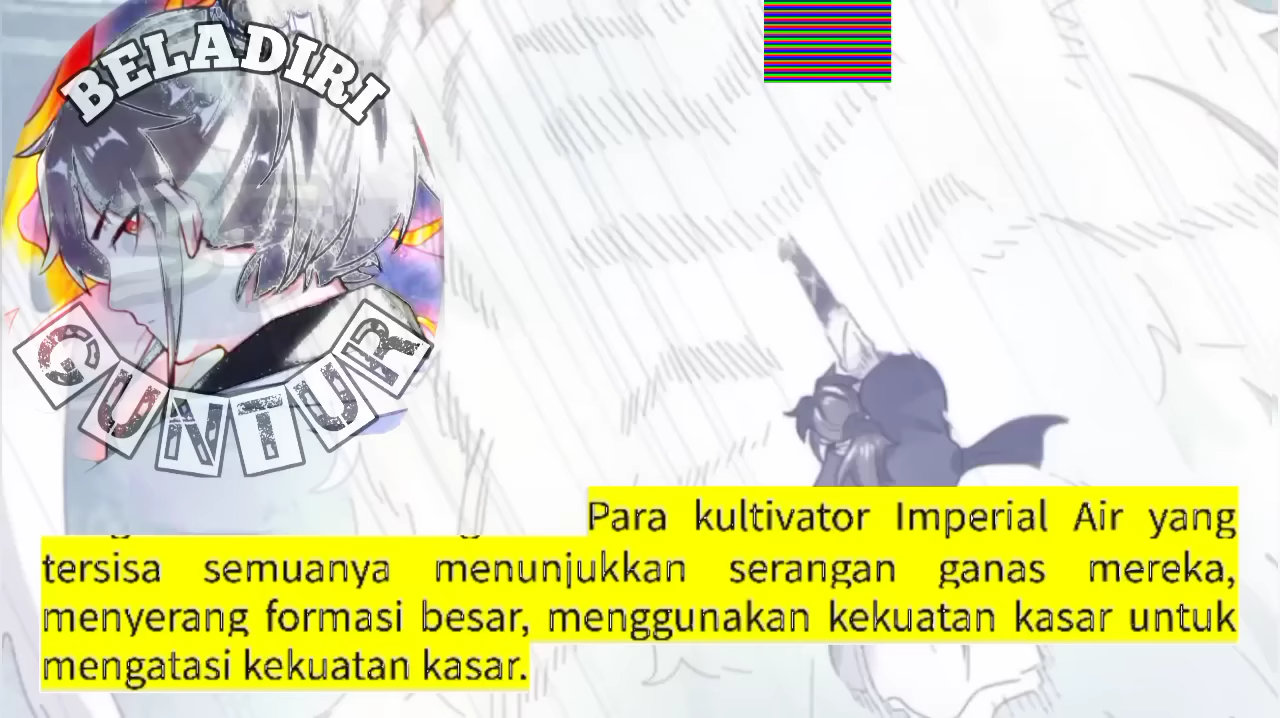 BELADIRI
GUNTUR
Para kultivator Imperial Air yang
tersisa semuanya menunjukkan serangan ganas mereka,
menyerang formasi besar, menggunakan kekuatan kasar untuk
mengatasi kekuatan kasar.